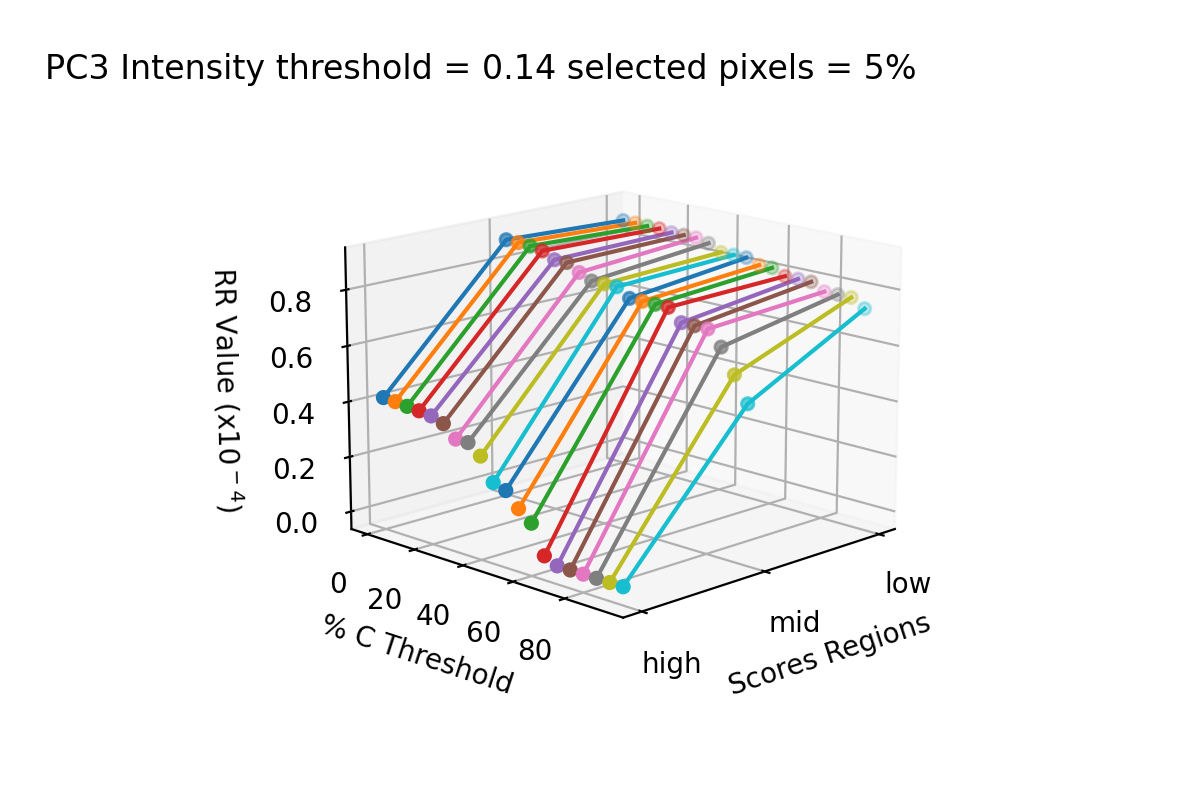 PC3 Intensity threshold = 0.14 selected pixels = 5%
RR Value (x10⁻⁴)
0.8
0.6
0.4
0.2
0.0
0
20
40
60
80
% C Threshold
high
mid
low
Scores Regions